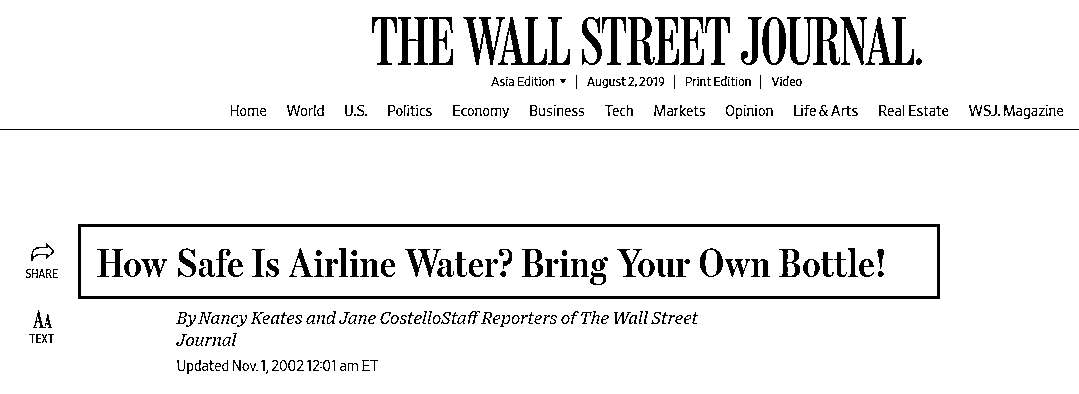 THE WALL STREET JOURNAL.
Asia Edition ▾ | August 2, 2019 | Print Edition | Video
Home World U.S. Politics Economy Business Tech Markets Opinion Life & Arts Real Estate WSJ. Magazine
How Safe Is Airline Water? Bring Your Own Bottle!
SHARE
By Nancy Keates and Jane CostelloStaff Reporters of The Wall Street
Journal
AA
TEXT
Updated Nov. 1, 2002 12:01 am ET